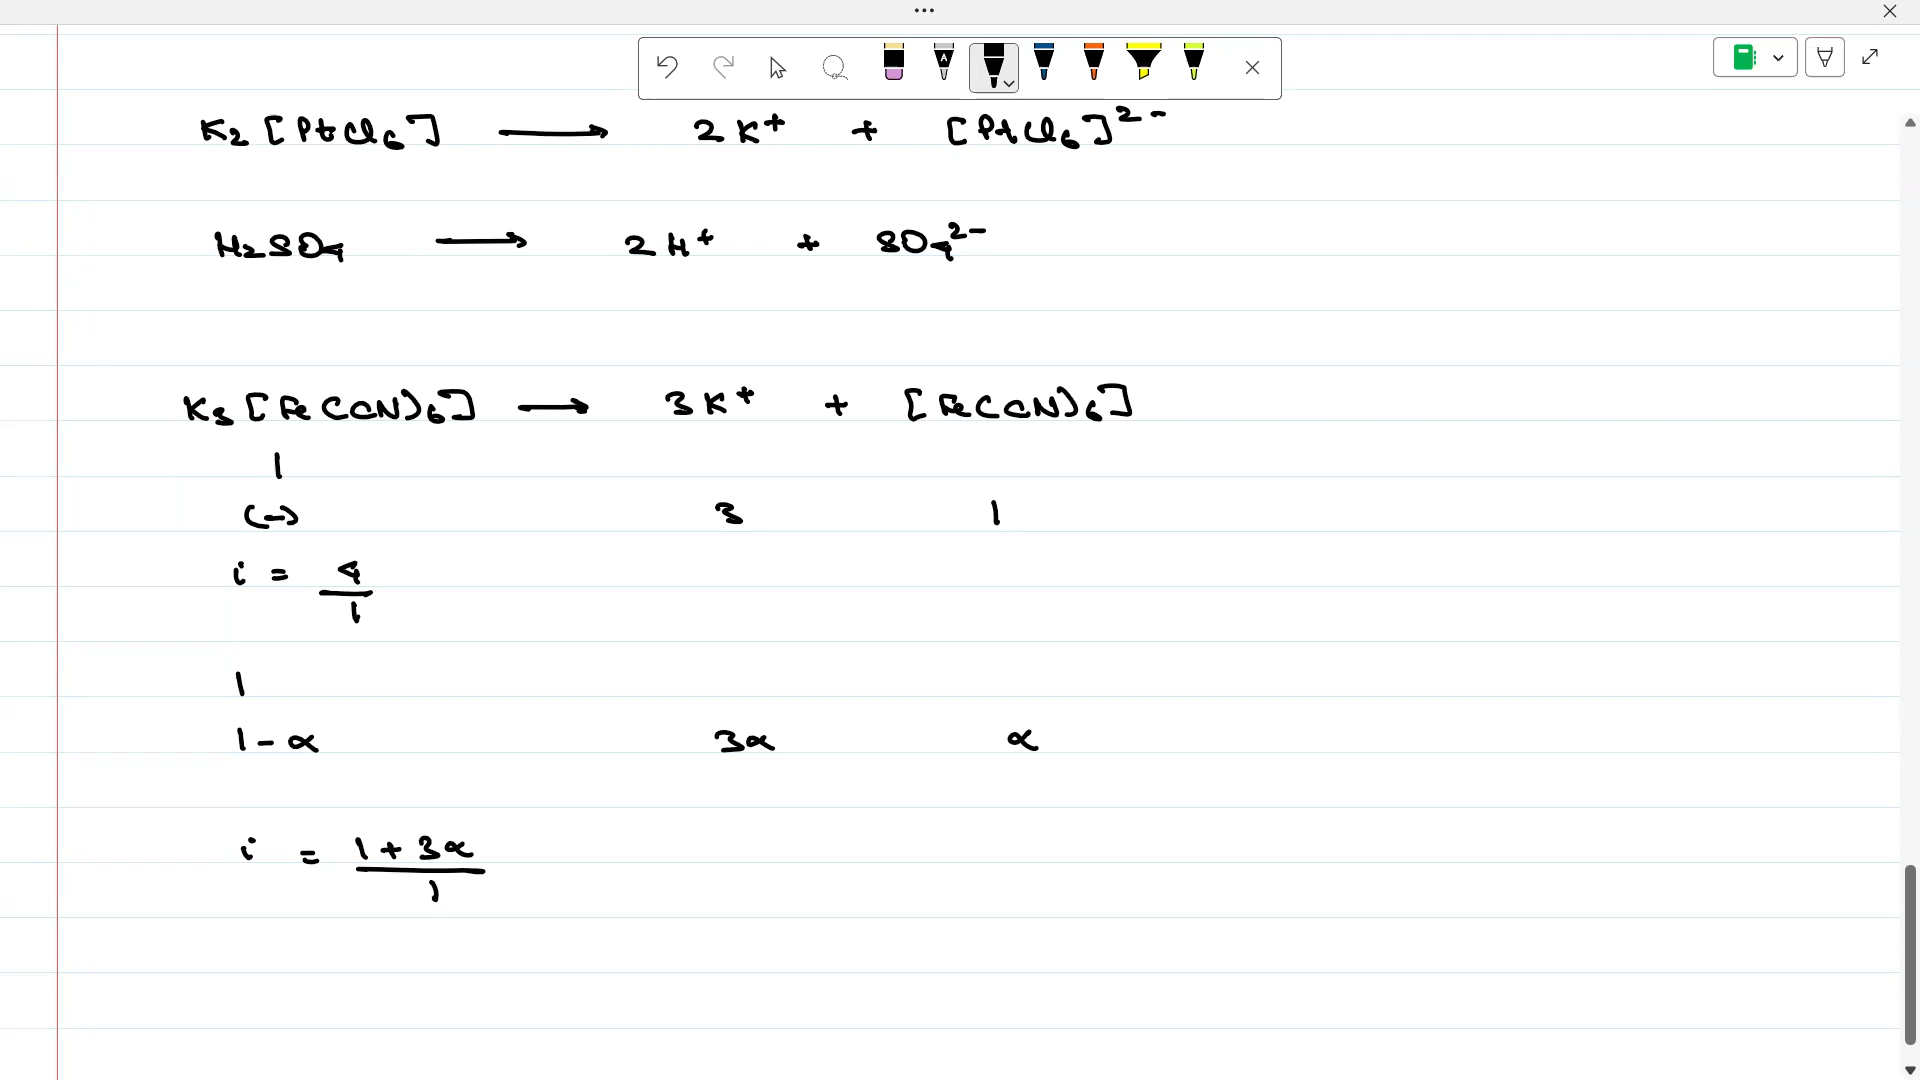 K₂[PtCl₆] ⟶ 2K⁺ + [PtCl₆]²⁻
H₂SO₄ ⟶ 2H⁺ + SO₄²⁻
K₃[Fe(CN)₆] ⟶ 3K⁺ + [Fe(CN)₆]
1
(-) 3 1
i = 4/1
1
1-α 3α α
i = (1+3α)/1